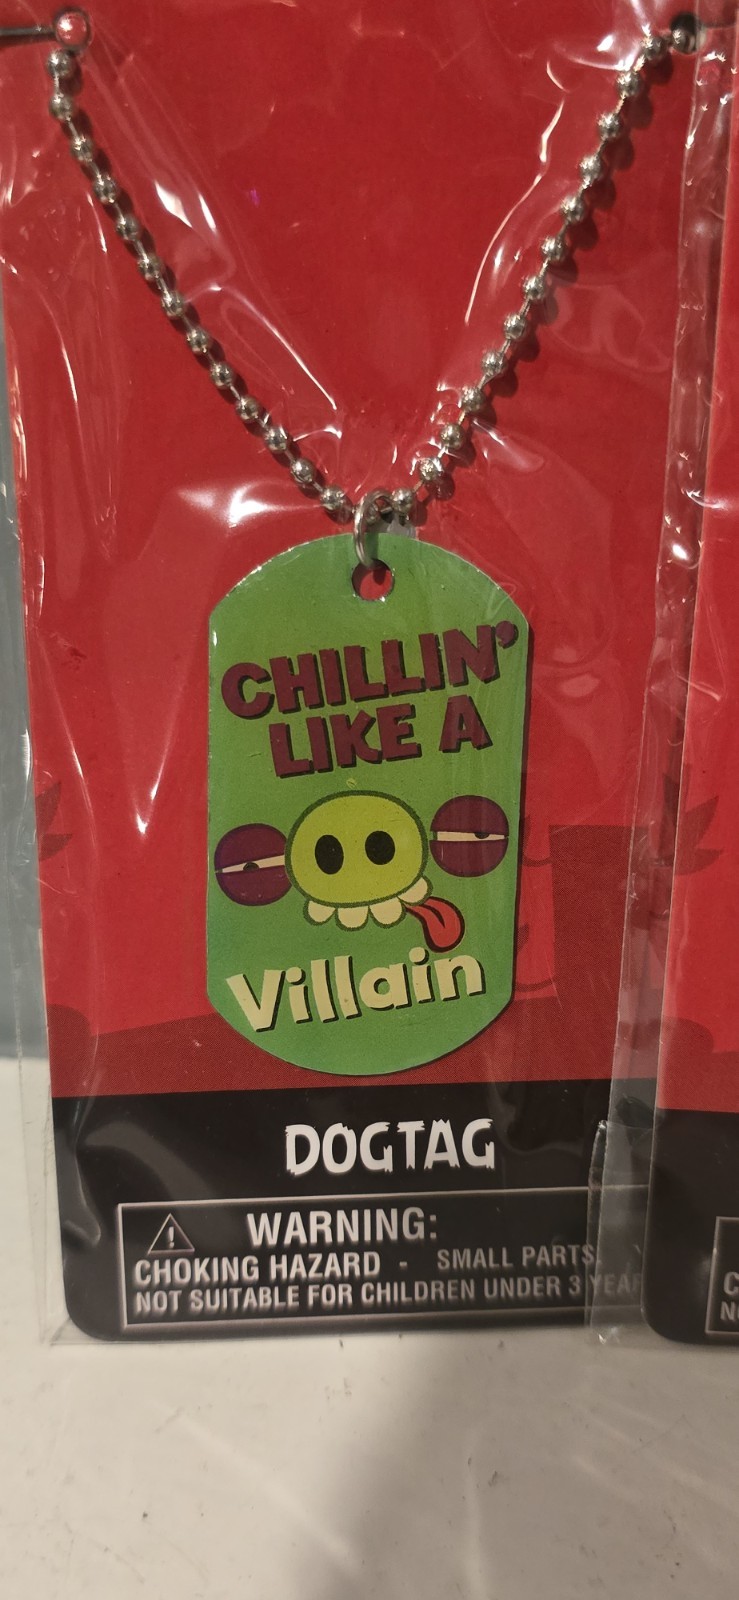 CHILLIN'
LIKE A
Villain
DOGTAG
WARNING:
CHOKING HAZARD - SMALL PARTS.
NOT SUITABLE FOR CHILDREN UNDER 3